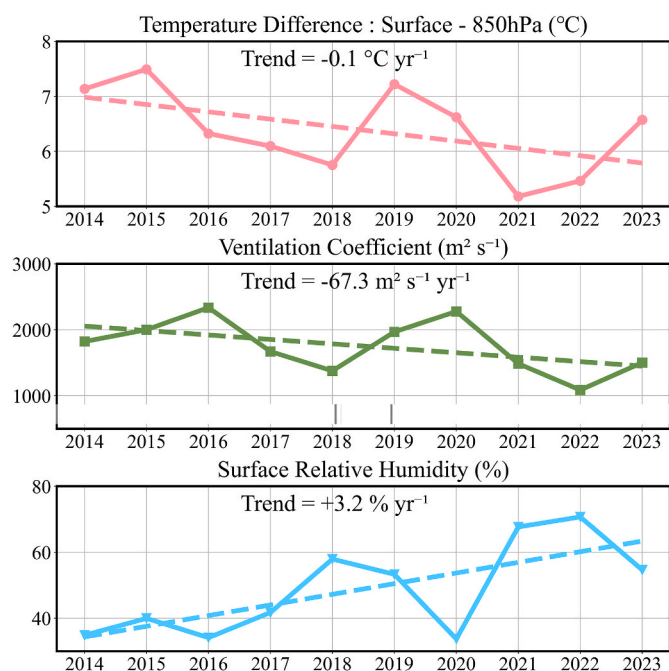 Temperature Difference : Surface - 850hPa (°C)
8
Trend = -0.1 °C yr⁻¹
7
6
5
2014 2015 2016 2017 2018 2019 2020 2021 2022 2023
Ventilation Coefficient (m² s⁻¹)
3000
Trend = -67.3 m² s⁻¹ yr⁻¹
2000
1000
2014 2015 2016 2017 2018 2019 2020 2021 2022 2023
Surface Relative Humidity (%)
80
Trend = +3.2 % yr⁻¹
60
40
2014 2015 2016 2017 2018 2019 2020 2021 2022 2023